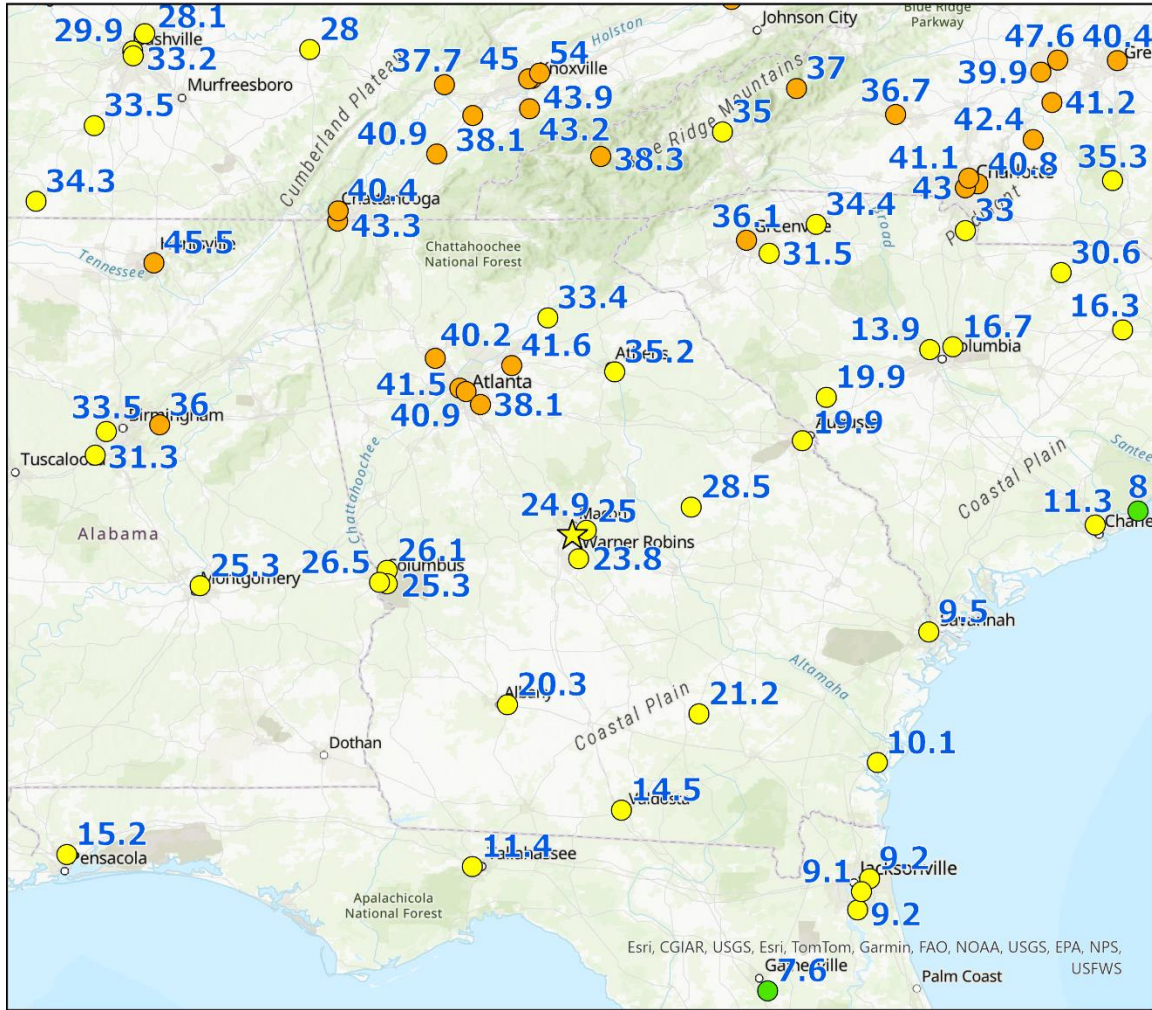 28.1
29.9
Nashville
28
33.2
Murfreesboro
33.5
34.3
Cumberland Plateau
37.7
45
54
Knoxville
Holston
Johnson City
Blue Ridge
Parkway
37
36.7
47.6
40.4
39.9
41.2
42.4
43.9
43.2
38.1
40.9
38.3
35
Blue Ridge Mountains
41.1
40.8
Charlotte
43
35.3
33
Piedmont
40.4
Chattanooga
43.3
Chattahoochee
National Forest
36.1
Greenville
34.4
31.5
Broad
30.6
45.5
Huntsville
Tennessee
33.4
16.3
40.2
41.6
Athens
35.2
13.9
16.7
Columbia
41.5
Atlanta
40.9
38.1
19.9
Augusta
19.9
33.5
Birmingham
36
31.3
Tuscaloosa
Alabama
Chattahoochee
Coastal Plain
Santee
8
11.3
28.5
24.9
Macon
25
Warner Robins
23.8
26.1
26.5
Columbus
25.3
25.3
Montgomery
9.5
Savannah
Altamaha
20.3
Albany
21.2
Coastal Plain
Dothan
10.1
14.5
Valdosta
15.2
Pensacola
11.4
Tallahassee
Apalachicola
National Forest
9.2
9.1
Jacksonville
9.2
Esri, CGIAR, USGS, Esri, TomTom, Garmin, FAO, NOAA, USGS, EPA, NPS,
USFWS
Gainesville
7.6
Palm Coast